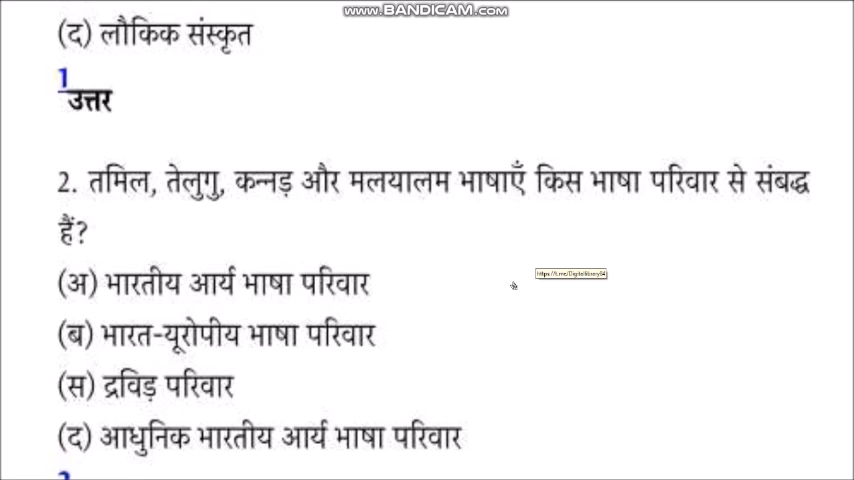 www.BANDICAM.com
(द) लौकिक संस्कृत
1
उत्तर
2. तमिल, तेलुगु, कन्नड़ और मलयालम भाषाएँ किस भाषा परिवार से संबद्ध
हैं?
(अ) भारतीय आर्य भाषा परिवार
(ब) भारत-यूरोपीय भाषा परिवार
(स) द्रविड़ परिवार
(द) आधुनिक भारतीय आर्य भाषा परिवार